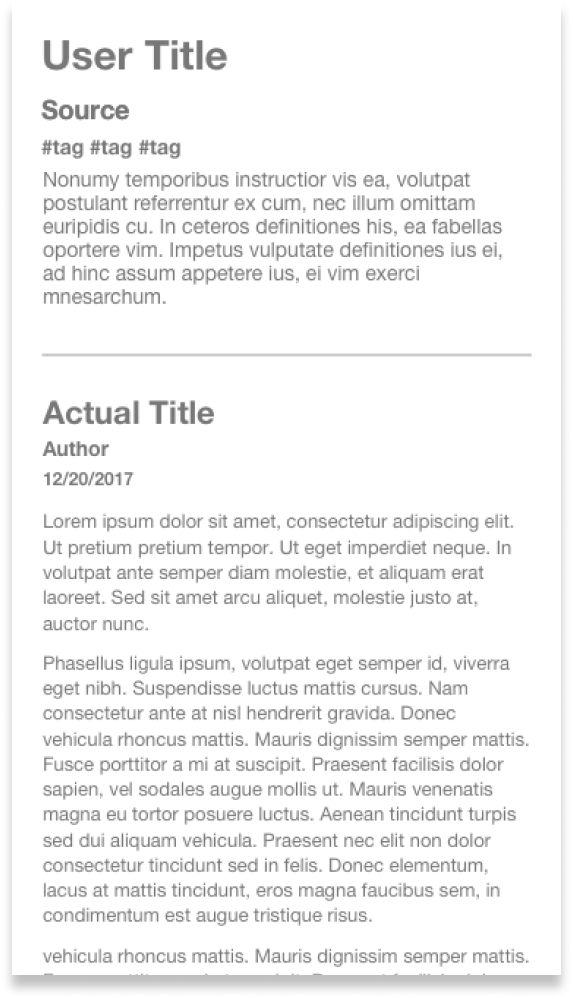 User Title
Source
#tag #tag #tag
Nonumy temporibus instructior vis ea, volutpat
postulant referrentur ex cum, nec illum omittam
euripidis cu. In ceteros definitiones his, ea fabellas
oportere vim. Impetus vulputate definitiones ius ei,
ad hinc assum appetere ius, ei vim exerci
mnesarchum.
Actual Title
Author
12/20/2017
Lorem ipsum dolor sit amet, consectetur adipiscing elit.
Ut pretium pretium tempor. Ut eget imperdiet neque. In
volutpat ante semper diam molestie, et aliquam erat
laoreet. Sed sit amet arcu aliquet, molestie justo at,
auctor nunc.
Phasellus ligula ipsum, volutpat eget semper id, viverra
eget nibh. Suspendisse luctus mattis cursus. Nam
consectetur ante at nisl hendrerit gravida. Donec
vehicula rhoncus mattis. Mauris dignissim semper mattis.
Fusce porttitor a mi at suscipit. Praesent facilisis dolor
sapien, vel sodales augue mollis ut. Mauris venenatis
magna eu tortor posuere luctus. Aenean tincidunt turpis
sed dui aliquam vehicula. Praesent nec elit non dolor
consectetur tincidunt sed in felis. Donec elementum,
lacus at mattis tincidunt, eros magna faucibus sem, in
condimentum est augue tristique risus.
vehicula rhoncus mattis. Mauris dignissim semper mattis.